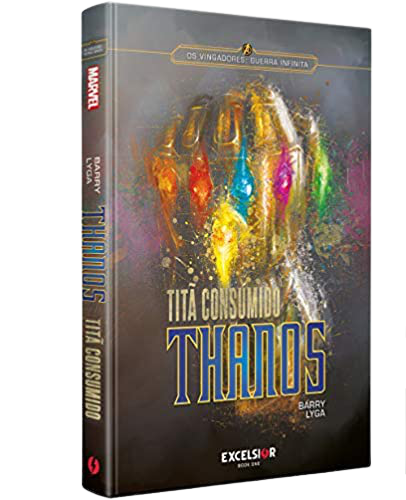 OS VINGADORES: GUERRA INFINITA
TITÃ CONSUMIDO
THANOS
BARRY
LYGA
EXCELSIOR
BOOK ONE
MARVEL
BARRY
LYGA
THANOS
TITÃ CONSUMIDO